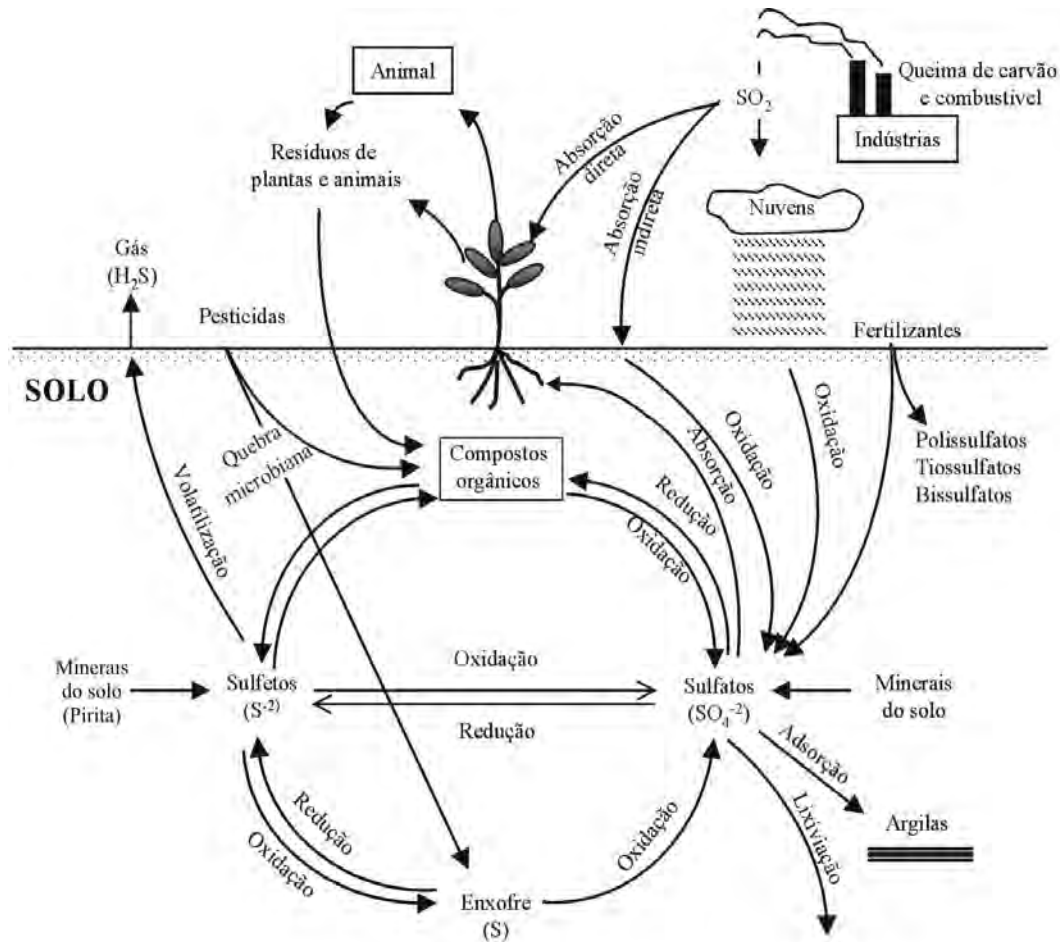 Animal
Queima de carvão
e combustível
SO2
Indústrias
Resíduos de
plantas e animais
Absorção
direta
Absorção
indireta
Nuvens
Gás
(H2S)
Pesticidas
Fertilizantes
SOLO
Quebra
microbiana
Volatilização
Compostos
orgânicos
Redução
Oxidação
Absorção
Oxidação
Oxidação
Polissulfatos
Tiossulfatos
Bissulfatos
Minerais
do solo
(Pirita)
Sulfetos
(S-2)
Oxidação
Redução
Sulfatos
(SO4-2)
Minerais
do solo
Adsorção
Lixiviação
Argilas
Redução
Oxidação
Oxidação
Enxofre
(S)